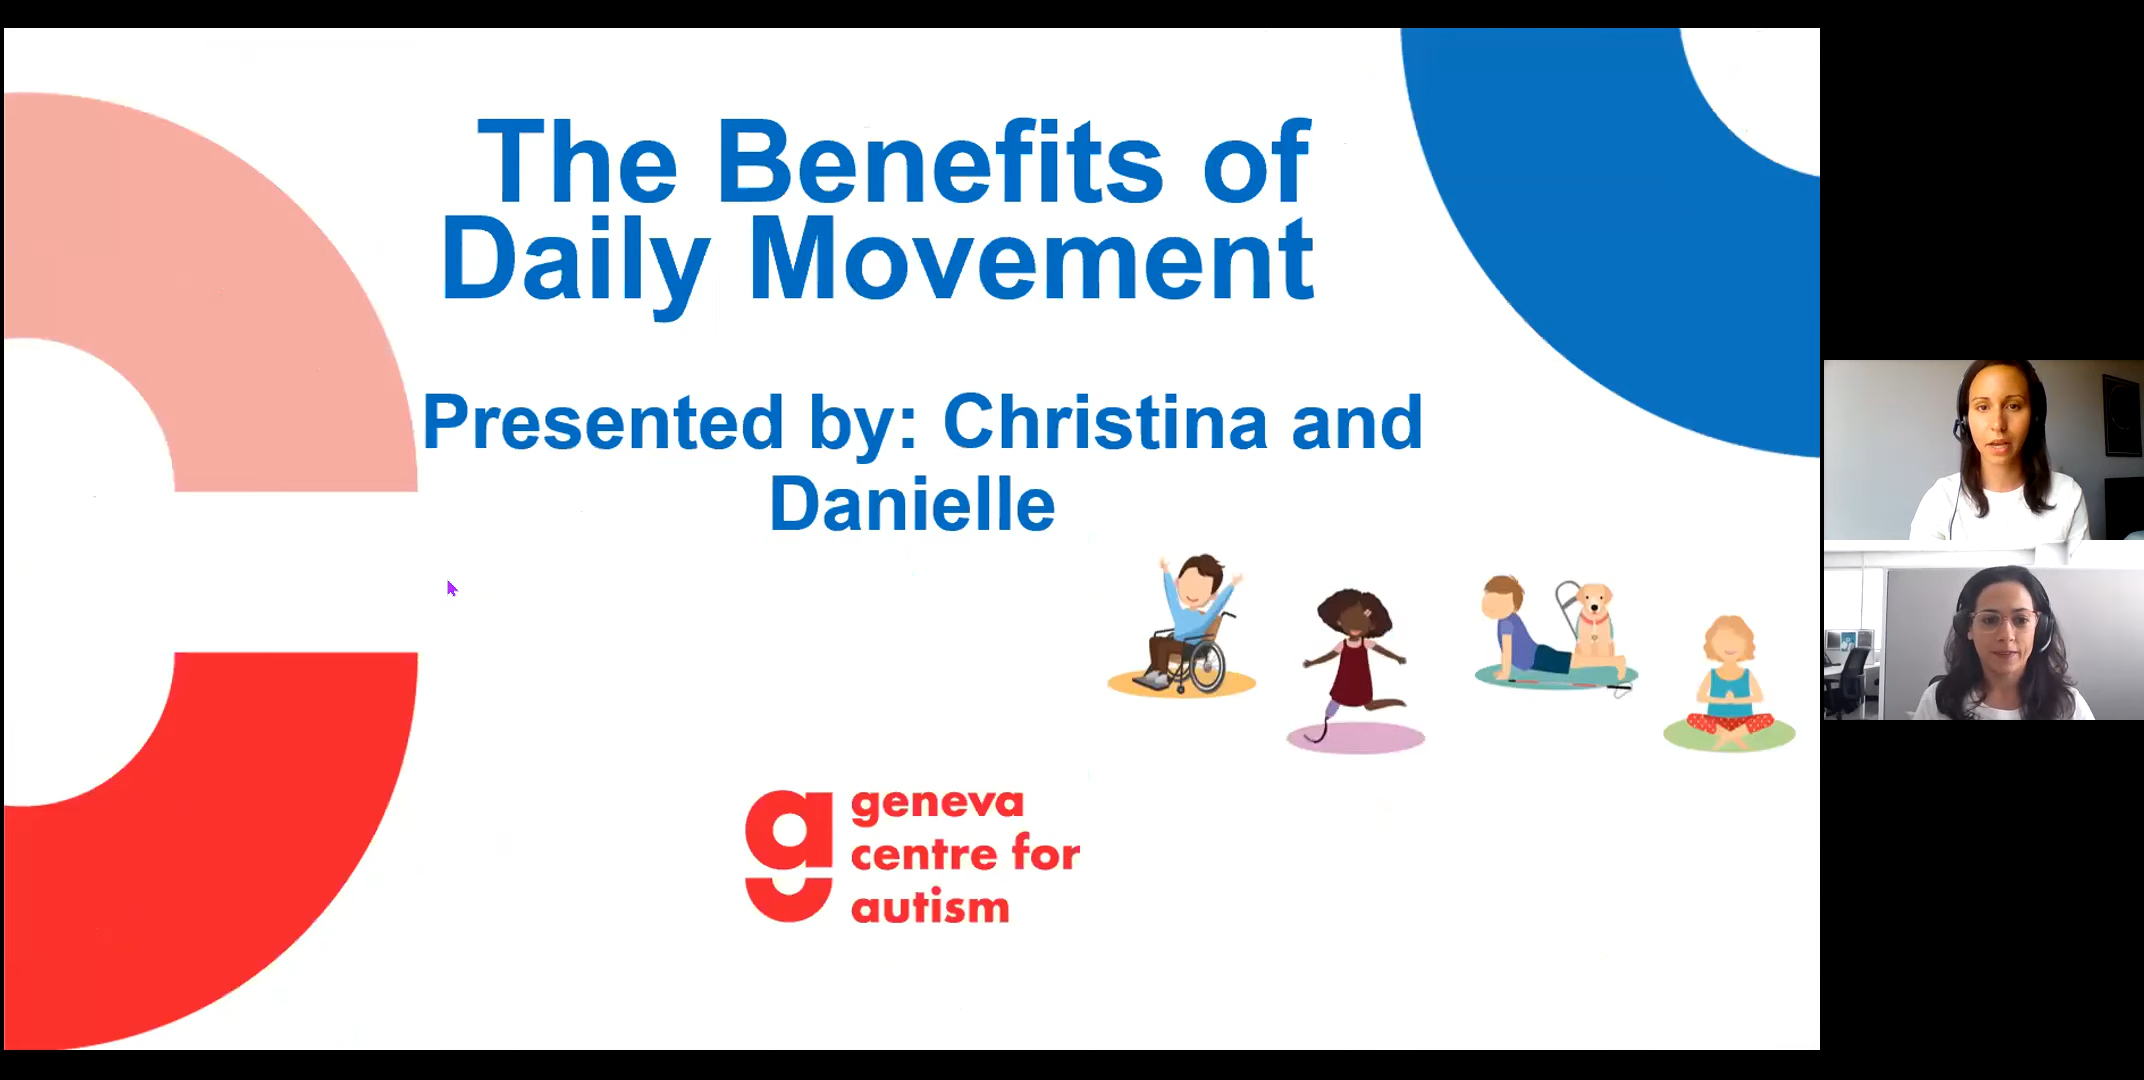 The Benefits of
Daily Movement
Presented by: Christina and
Danielle
geneva
centre for
autism